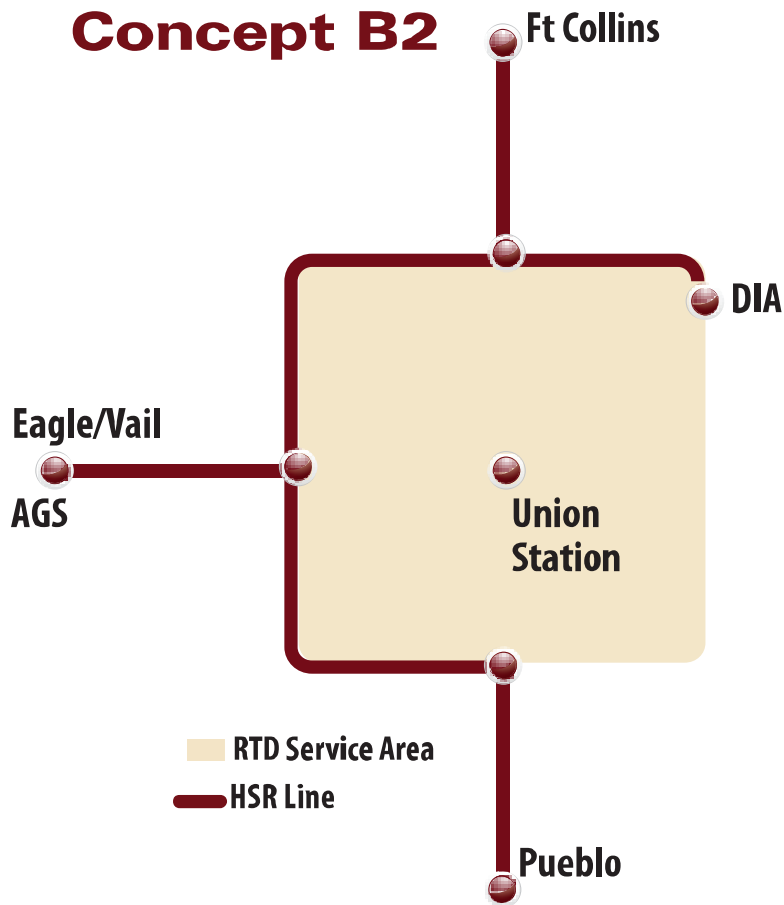 Concept B2
Ft Collins
DIA
Eagle/Vail
AGS
Union
Station
RTD Service Area
HSR Line
Pueblo